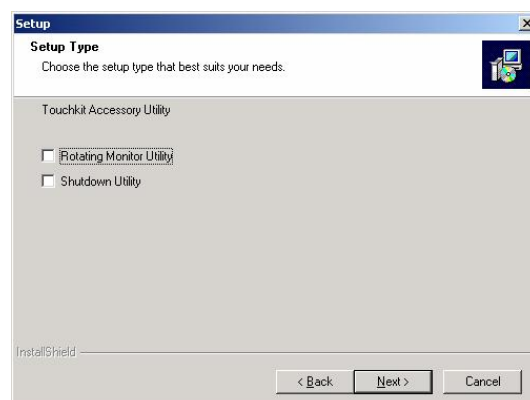 Setup
Setup Type
Choose the setup type that best suits your needs.
Touchkit Accessory Utility
Rotating Monitor Utility
Shutdown Utility
InstallShield
< Back Next > Cancel